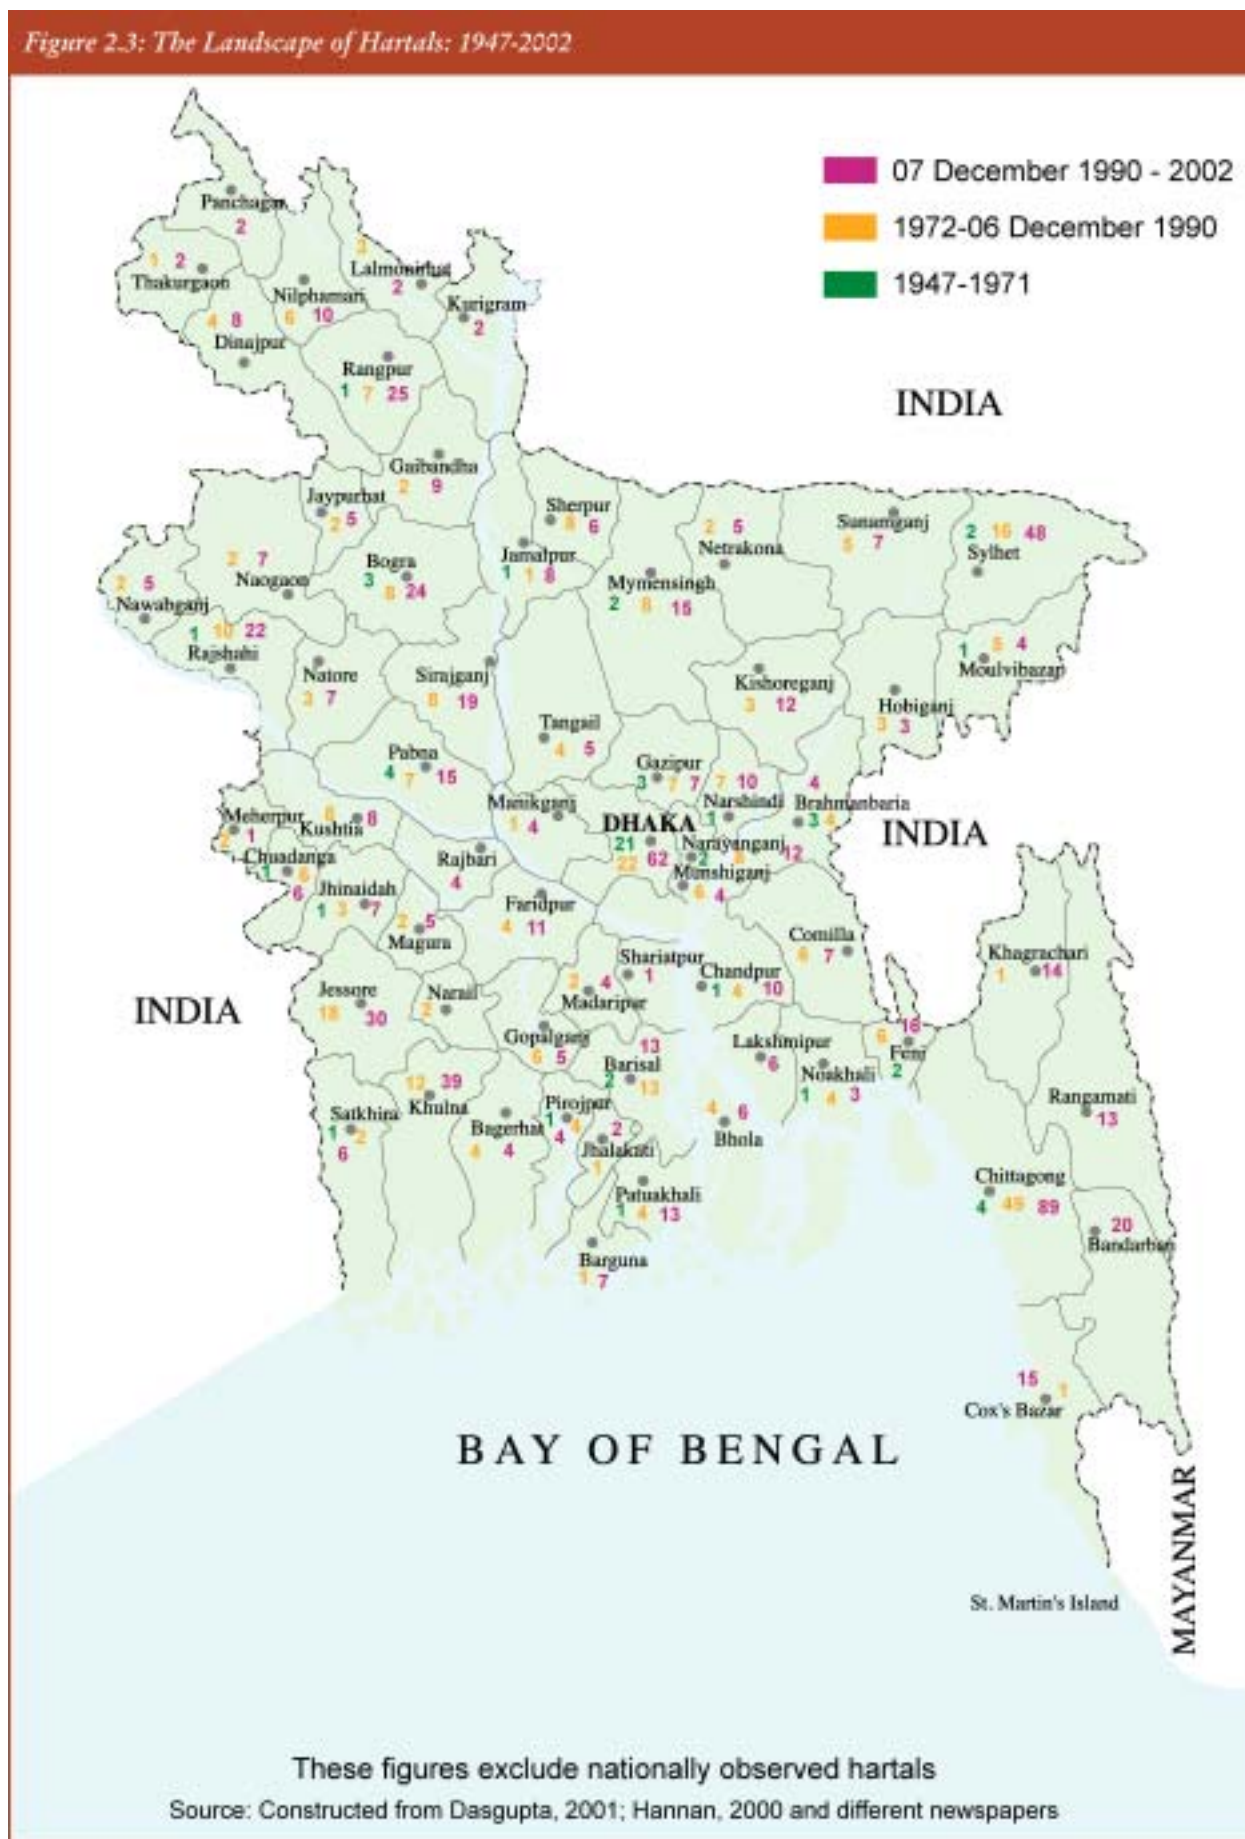 Figure 2.3: The Landscape of Hartals: 1947-2002
07 December 1990 - 2002
1972-06 December 1990
1947-1971
Panchagar
2
1 2
Thakurgaon
3
Lalmonirhat
2
Nilphamari
6 10
Kurigram
2
4 8
Dinajpur
Rangpur
1 7 25
INDIA
Gaibandha
2 9
Jaypurhat
2 5
Sherpur
8 6
2 5
Netrakona
Sunamganj
5 7
2 16 48
Sylhet
2 7
Naogaon
Bogra
3 8 24
Jamalpur
1 1 8
Mymensingh
2 8 15
2 5
Nawabganj
1 10 22
Rajshahi
Natore
3 7
Sirajganj
8 19
Kishoreganj
3 12
1 5 4
Moulvibazar
Hobiganj
3 3
Tangail
4 5
Pabna
4 7 15
Gazipur
3 7 7
7 10
Narshindi
1
4
Brahmanbaria
3 4
INDIA
Manikganj
1 4
DHAKA
21
22 62
Narayanganj
2 8 12
Munshiganj
6 4
Meherpur
2 1
6
Kushtia 8
Chuadanga
1 6
6
Rajbari
4
Jhinaidah
1 3 7
2 5
Magura
Faridpur
4 11
Comilla
6 7
Khagrachari
1 14
Shariatpur
1
Chandpur
1 4 10
2 4
Madaripur
INDIA
Jessore
18 30
Narail
2
Gopalganj
6 5
13
Barisal
2 13
Lakshmipur
6
Noakhali
1 4 3
6
Feni
2
12 39
Khulna
Satkhira
1 2
6
Bagerhat
4 4
Pirojpur
1 4
4
2
Jhalakati
1
4 6
Bhola
Rangamati
13
Patuakhali
1 4 13
Chittagong
4 89
20
Bandarban
Barguna
1 7
15 1
Cox's Bazar
BAY OF BENGAL
MAYANMAR
St. Martin's Island
These figures exclude nationally observed hartals
Source: Constructed from Dasgupta, 2001; Hannan, 2000 and different newspapers